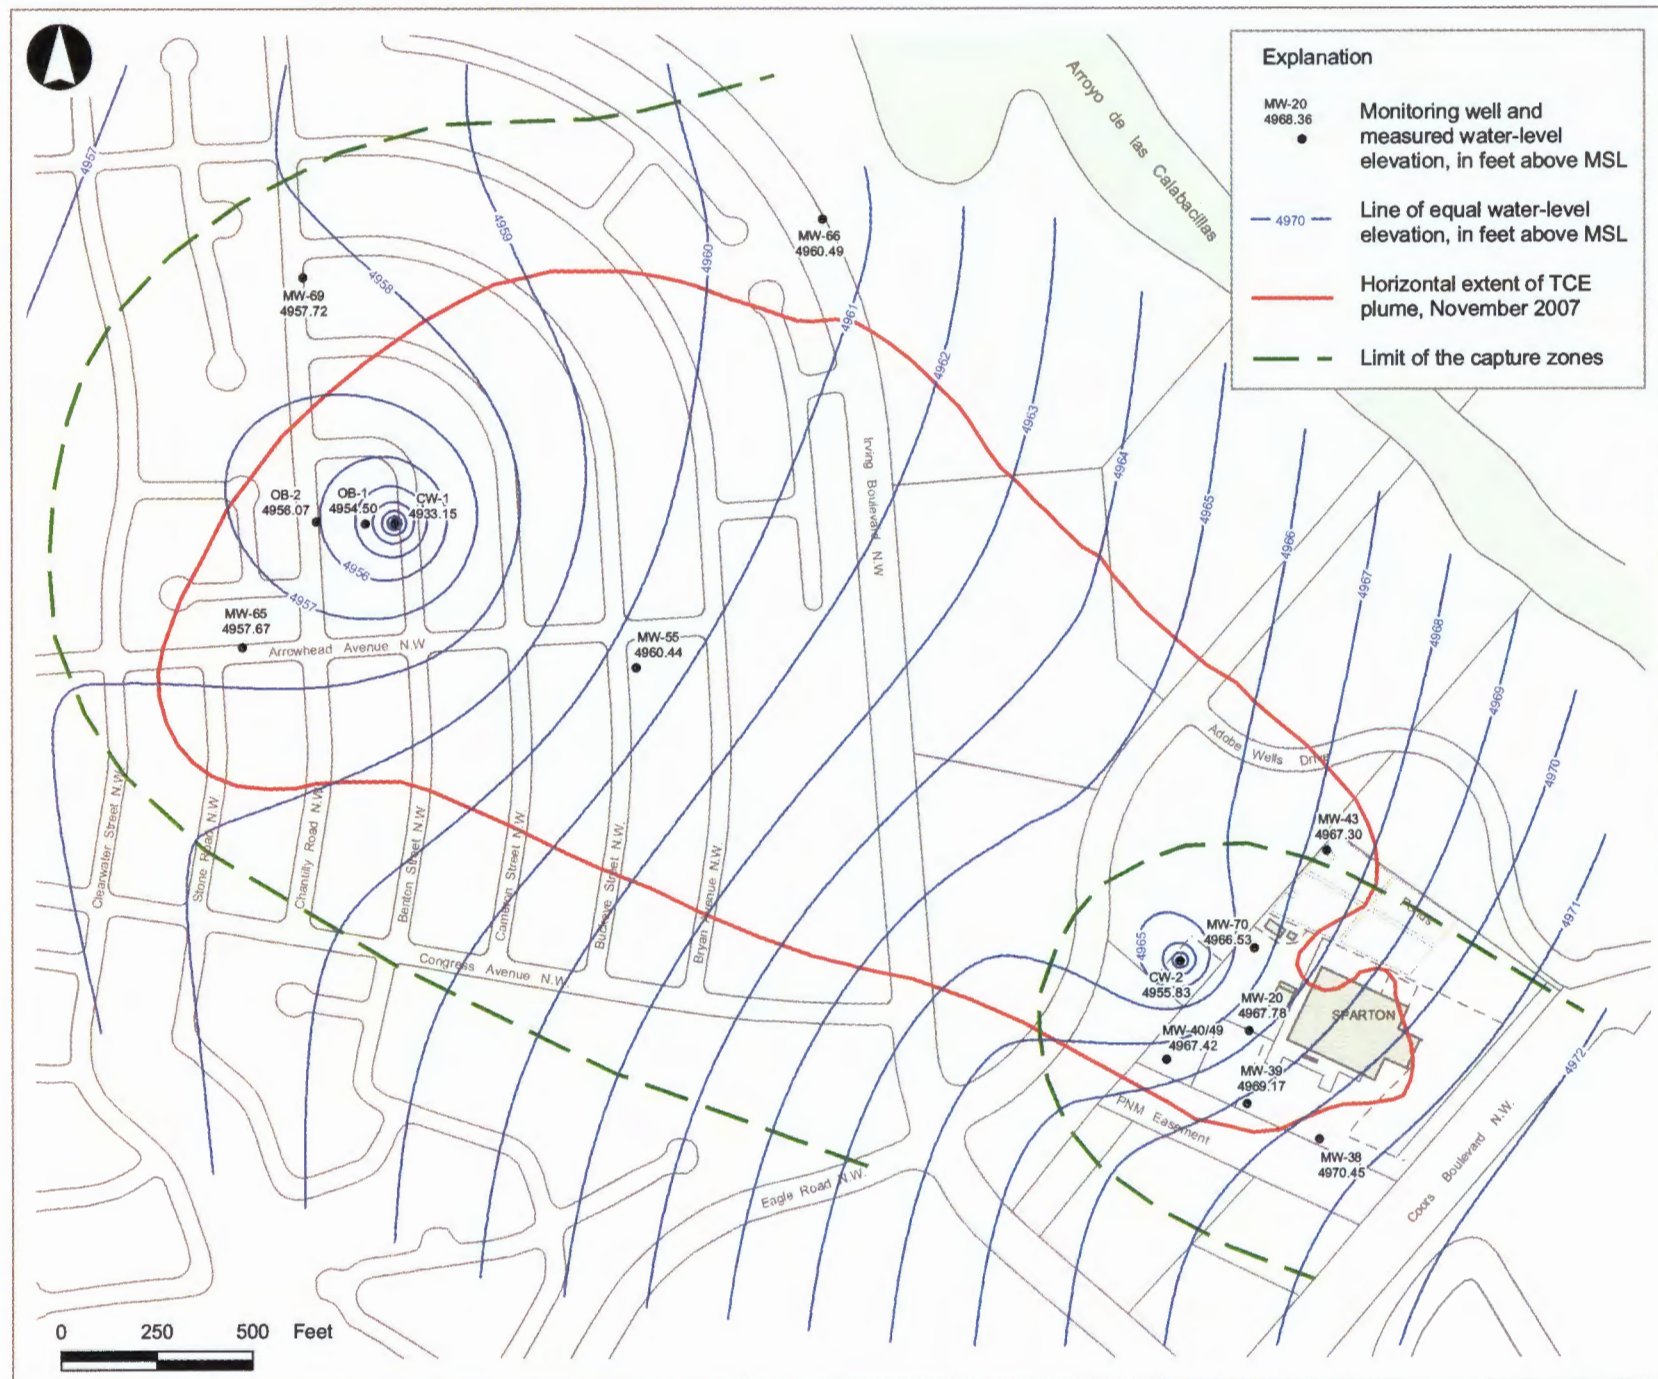 Explanation
MW-20
4968.36
Monitoring well and
measured water-level
elevation, in feet above MSL
4970
Line of equal water-level
elevation, in feet above MSL
Horizontal extent of TCE
plume, November 2007
Limit of the capture zones
Arroyo de las Calabacillas
4957
4958
4959
4960
4961
4962
4963
4964
4965
4966
4967
4968
4969
4970
4971
4972
MW-66
4960.49
MW-69
4957.72
OB-2
4956.07
OB-1
4954.50
CW-1
4933.15
4956
4957
MW-65
4957.67
MW-55
4960.44
Arrowhead Avenue N.W
Irving Boulevard N.W
Adobe Wells Drive
Clearwater Street N.W.
Stone Road N.W
Chantilly Road N.W.
Benton Street N.W.
Cameron Street N.W.
Buckeye Street N.W.
Bryan Avenue N.W.
Congress Avenue N.W.
MW-43
4967.30
Ponds
4965
MW-70
4966.53
CW-2
4955.83
MW-20
4967.78
SPARTON
MW-40/49
4967.42
MW-39
4969.17
PNM Easement
MW-38
4970.45
Coors Boulevard N.W.
Eagle Road N.W.
0 250 500 Feet